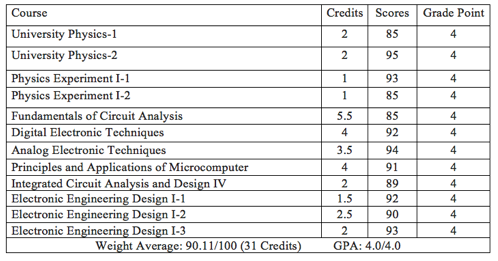 Course Credits Scores Grade Point
University Physics-1 2 85 4
University Physics-2 2 95 4
Physics Experiment I-1 1 93 4
Physics Experiment I-2 1 85 4
Fundamentals of Circuit Analysis 5.5 85 4
Digital Electronic Techniques 4 92 4
Analog Electronic Techniques 3.5 94 4
Principles and Applications of Microcomputer 4 91 4
Integrated Circuit Analysis and Design IV 2 89 4
Electronic Engineering Design I-1 1.5 92 4
Electronic Engineering Design I-2 2.5 90 4
Electronic Engineering Design I-3 2 93 4
Weight Average: 90.11/100 (31 Credits) GPA: 4.0/4.0